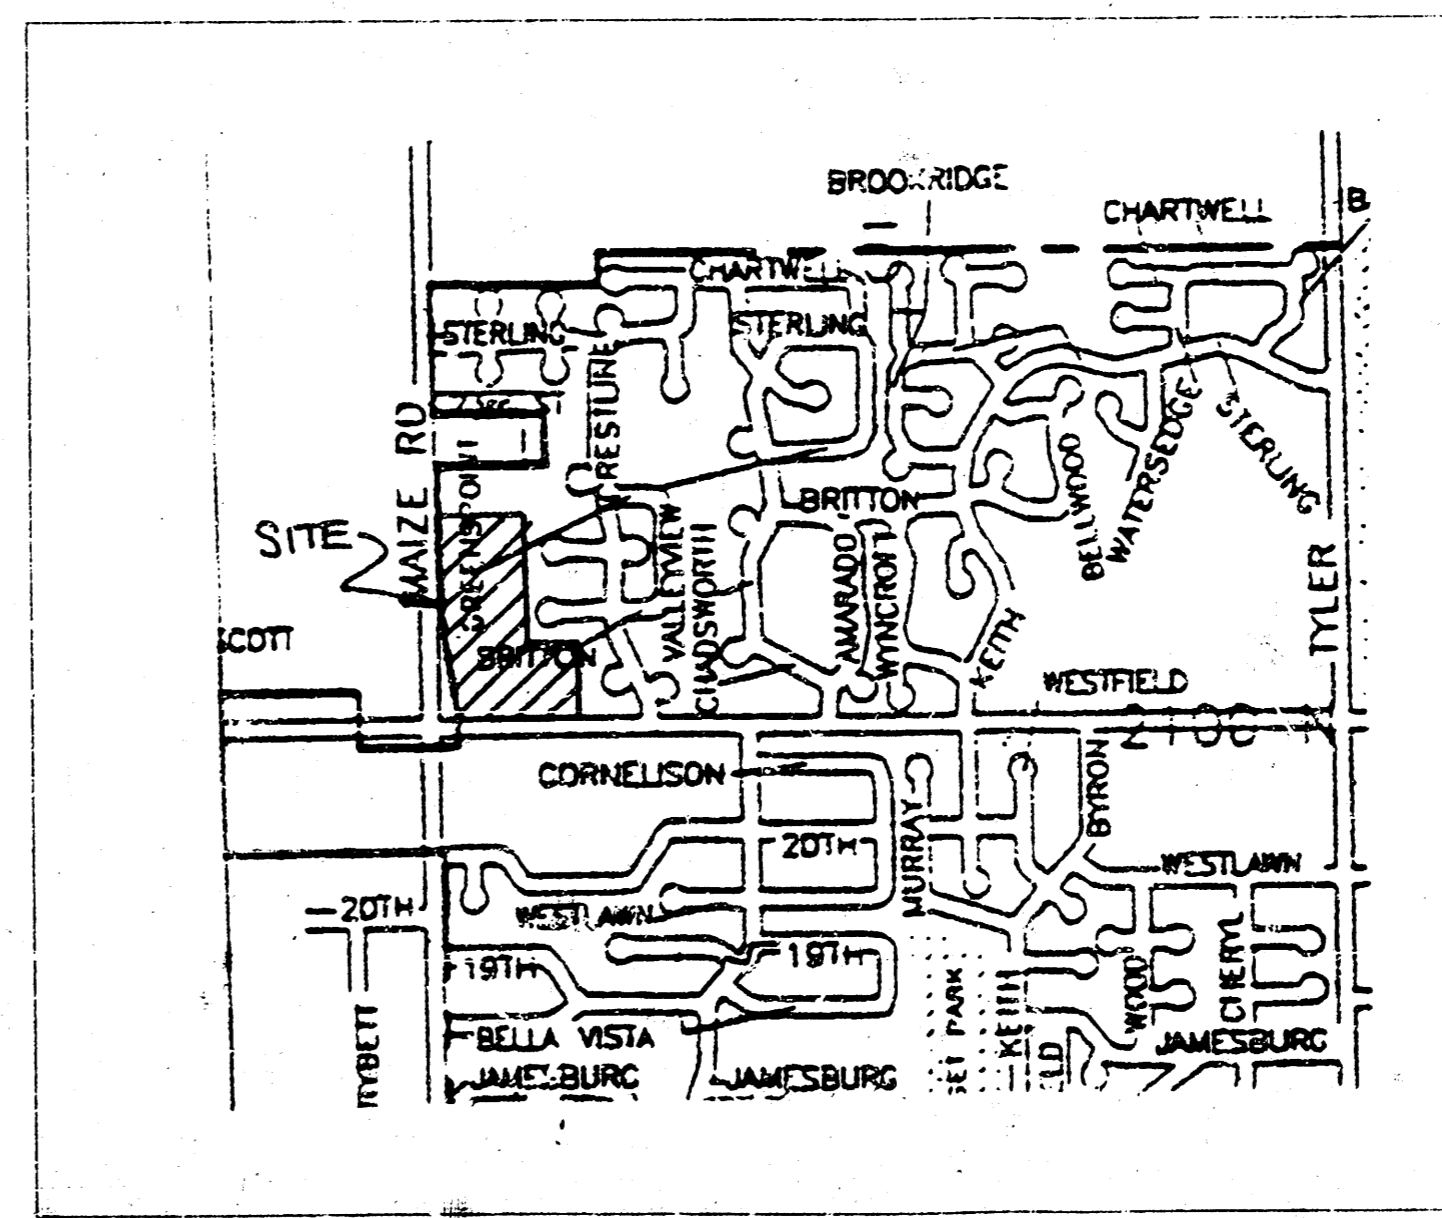 BROOKRIDGE
CHARTWELL
B
CHARTWELL
STERLING
STERLING
MAIZE RD
GREENSPOINT
BRITTON
BELLWOOD
WATERSEDGE
STERLING
SITE
VALLEYVIEW
CHADSWORTH
AMARADO
WYNCROFT
KEITH
TYLER
SCOTT
BRITTON
WESTFIELD
CORNELISON
MURRAY
BYRON
20TH
WESTLAWN
20TH
WESTLAWN
19TH
19TH
PARK
KEITH
WOOD
CHERYL
BELLA VISTA
JAMESBURG
JAMESBURG
JAMESBURG